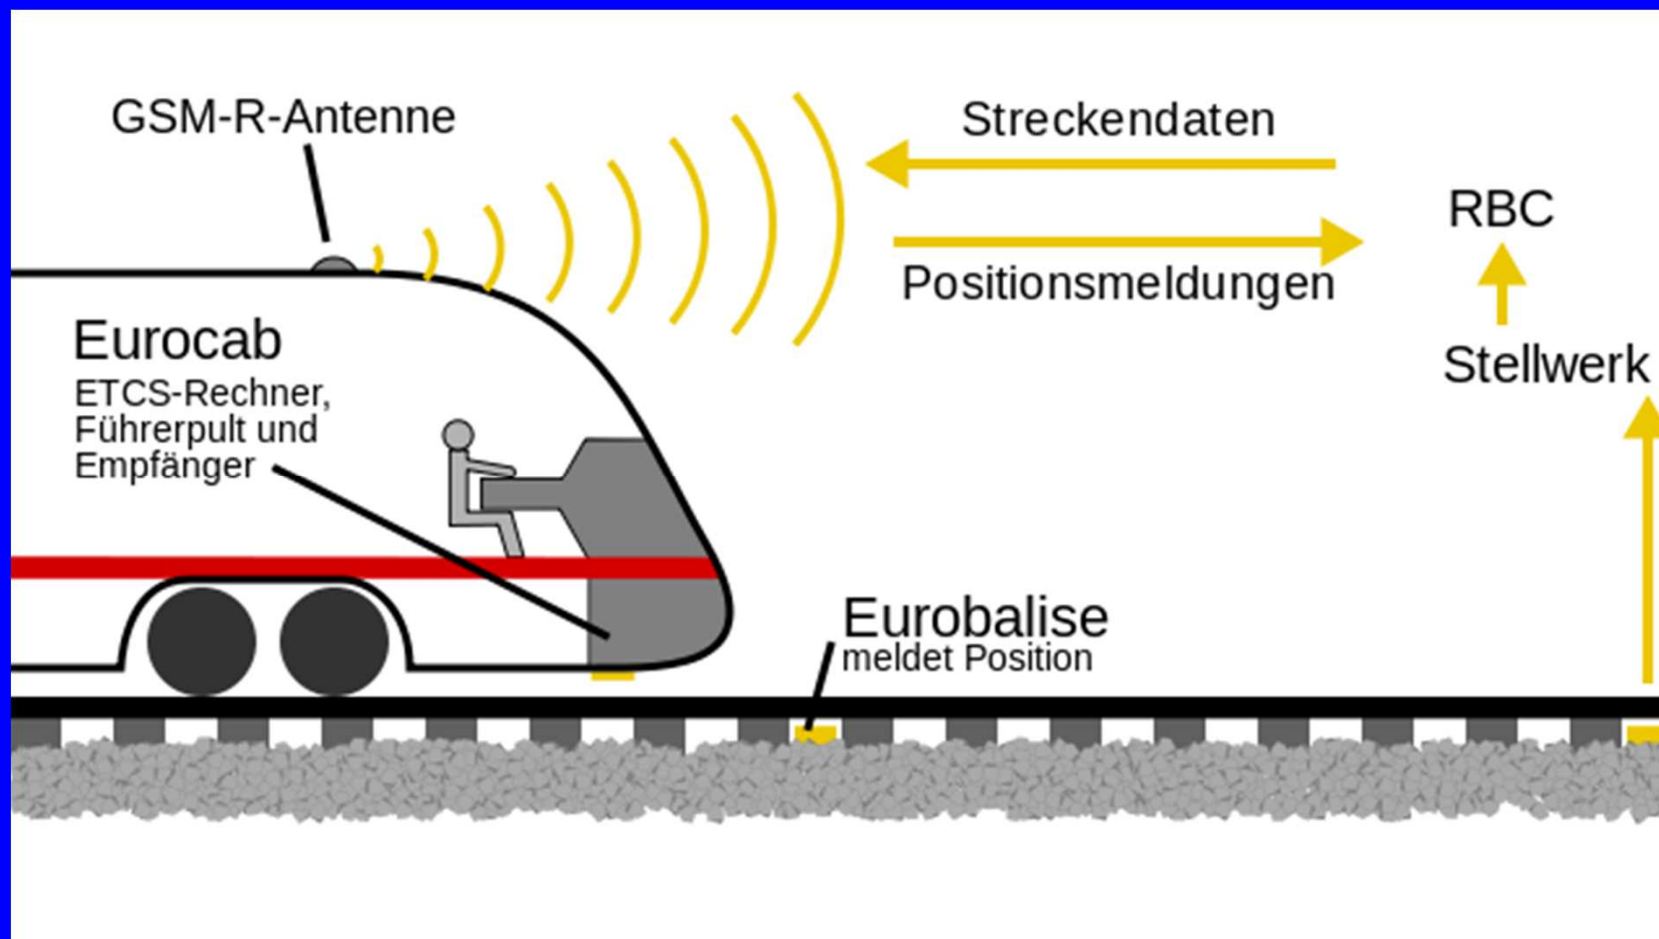 GSM-R-Antenne
Streckendaten
RBC
Positionsmeldungen
Stellwerk
Eurocab
ETCS-Rechner,
Führerpult und
Empfänger
Eurobalise
meldet Position